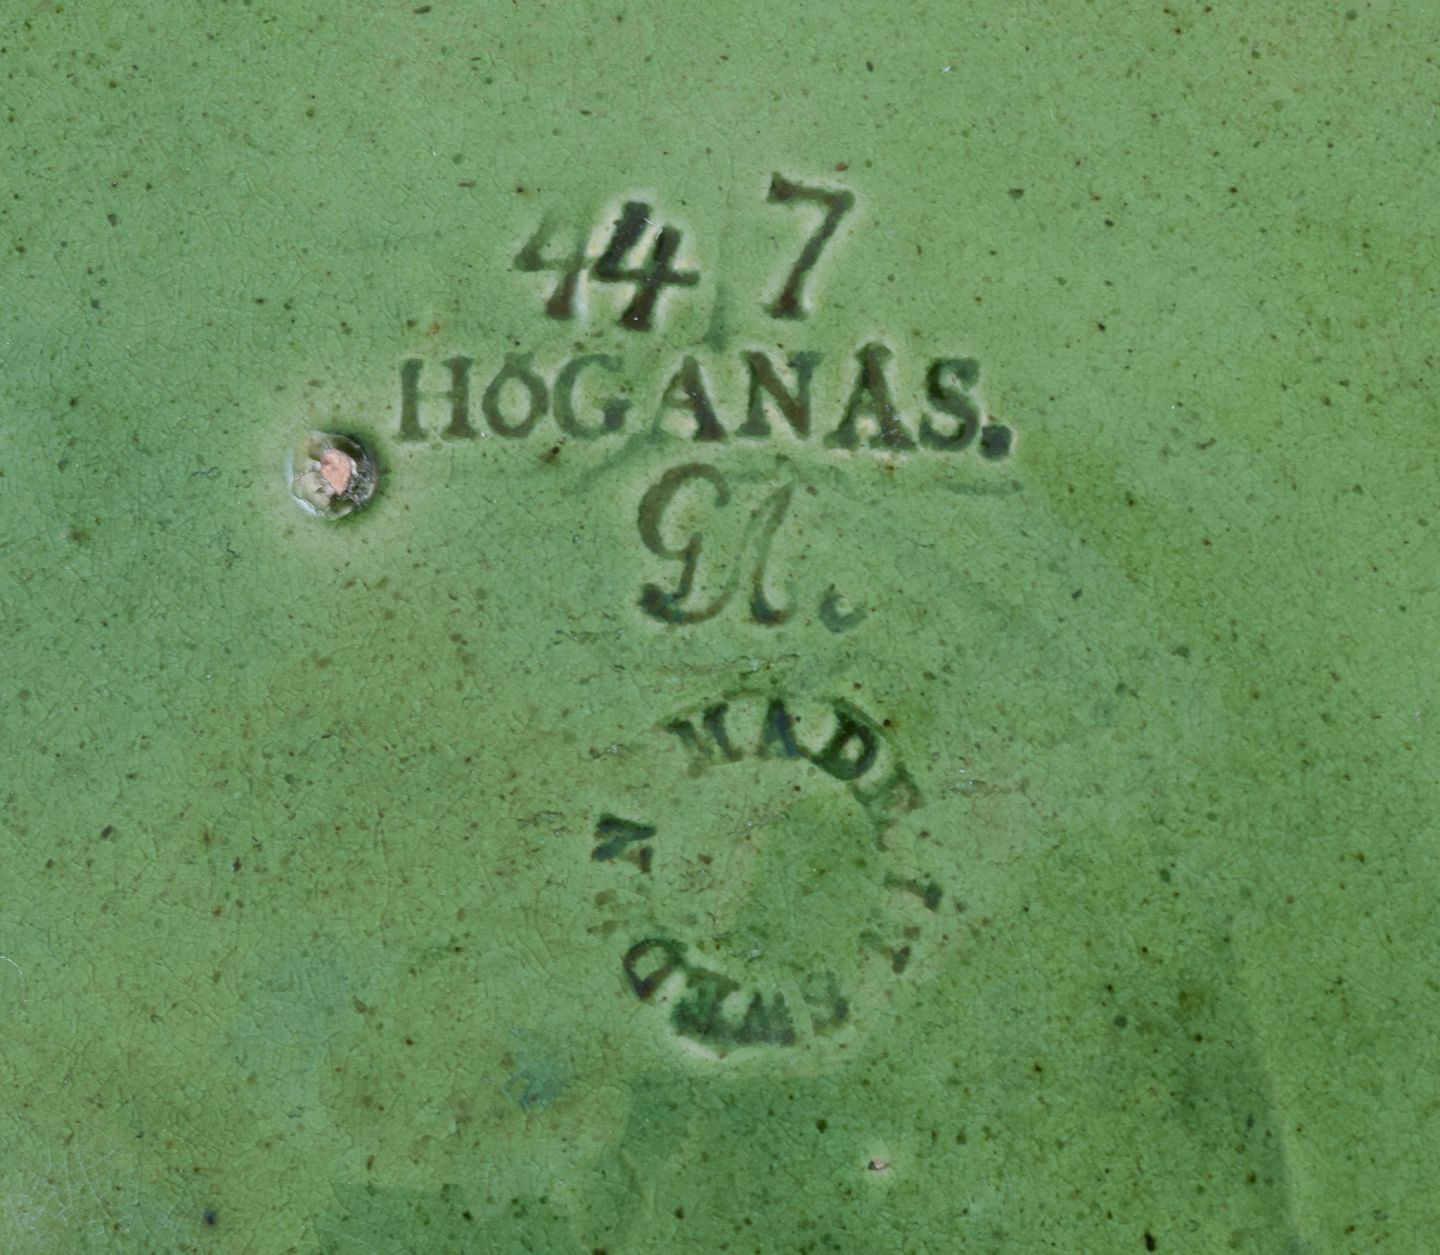 447
HÖGANÄS.
GA.
MADE IN SWEDEN